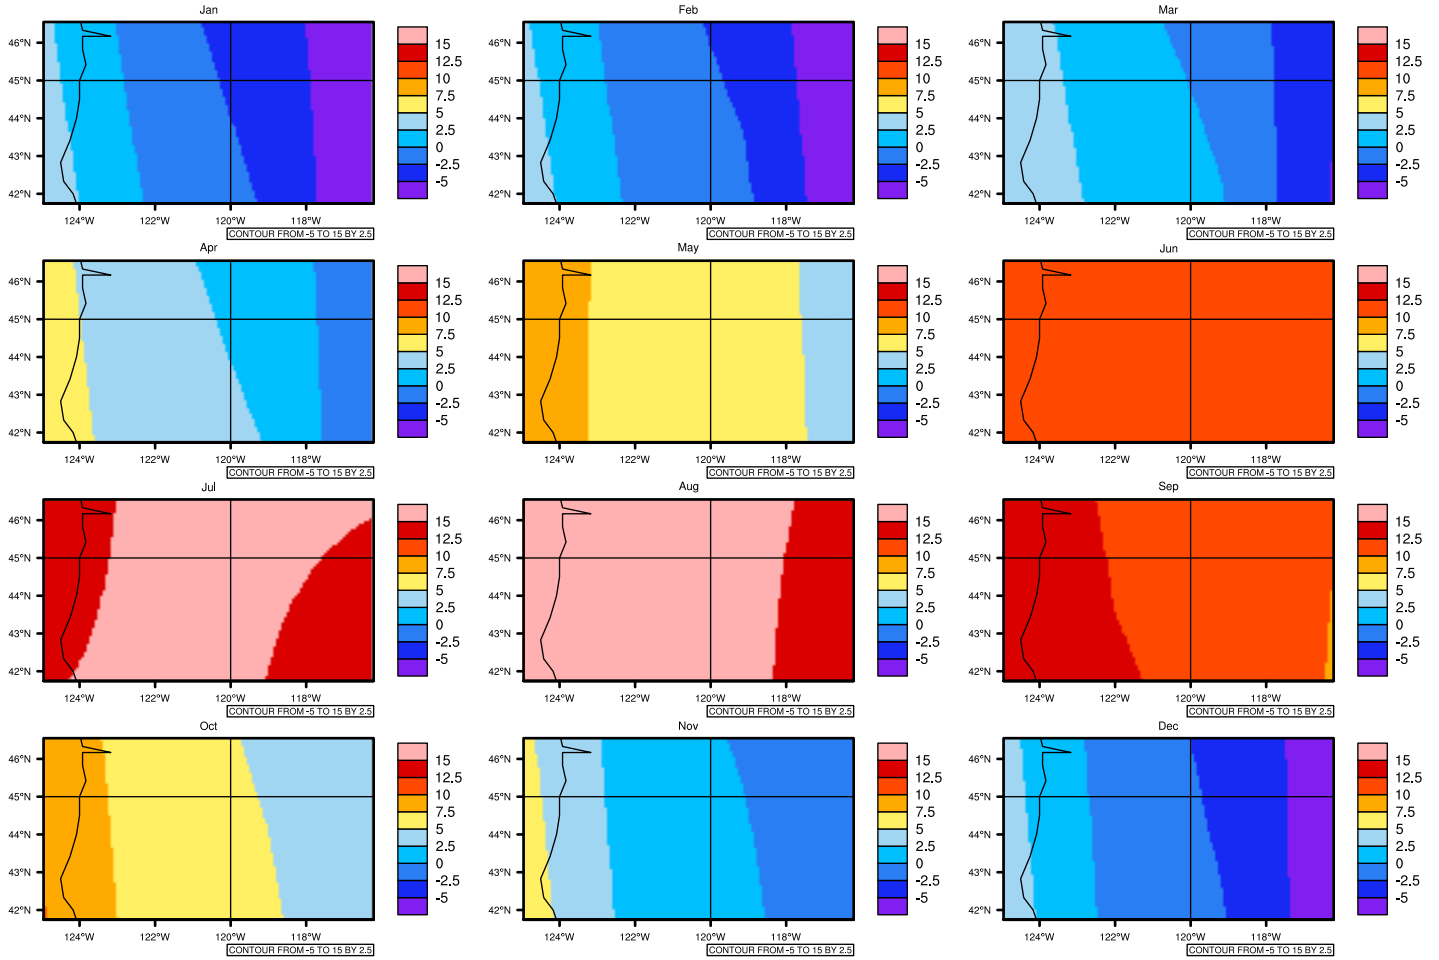 Jan
Feb
Mar
46°N
45°N
44°N
43°N
42°N
124°W
122°W
120°W
118°W
15
12.5
10
7.5
5
2.5
0
-2.5
-5
CONTOUR FROM -5 TO 15 BY 2.5
46°N
45°N
44°N
43°N
42°N
124°W
122°W
120°W
118°W
15
12.5
10
7.5
5
2.5
0
-2.5
-5
CONTOUR FROM -5 TO 15 BY 2.5
46°N
45°N
44°N
43°N
42°N
124°W
122°W
120°W
118°W
15
12.5
10
7.5
5
2.5
0
-2.5
-5
CONTOUR FROM -5 TO 15 BY 2.5
Apr
May
Jun
46°N
45°N
44°N
43°N
42°N
124°W
122°W
120°W
118°W
15
12.5
10
7.5
5
2.5
0
-2.5
-5
CONTOUR FROM -5 TO 15 BY 2.5
46°N
45°N
44°N
43°N
42°N
124°W
122°W
120°W
118°W
15
12.5
10
7.5
5
2.5
0
-2.5
-5
CONTOUR FROM -5 TO 15 BY 2.5
46°N
45°N
44°N
43°N
42°N
124°W
122°W
120°W
118°W
15
12.5
10
7.5
5
2.5
0
-2.5
-5
CONTOUR FROM -5 TO 15 BY 2.5
Jul
Aug
Sep
46°N
45°N
44°N
43°N
42°N
124°W
122°W
120°W
118°W
15
12.5
10
7.5
5
2.5
0
-2.5
-5
CONTOUR FROM -5 TO 15 BY 2.5
46°N
45°N
44°N
43°N
42°N
124°W
122°W
120°W
118°W
15
12.5
10
7.5
5
2.5
0
-2.5
-5
CONTOUR FROM -5 TO 15 BY 2.5
46°N
45°N
44°N
43°N
42°N
124°W
122°W
120°W
118°W
15
12.5
10
7.5
5
2.5
0
-2.5
-5
CONTOUR FROM -5 TO 15 BY 2.5
Oct
Nov
Dec
46°N
45°N
44°N
43°N
42°N
124°W
122°W
120°W
118°W
15
12.5
10
7.5
5
2.5
0
-2.5
-5
CONTOUR FROM -5 TO 15 BY 2.5
46°N
45°N
44°N
43°N
42°N
124°W
122°W
120°W
118°W
15
12.5
10
7.5
5
2.5
0
-2.5
-5
CONTOUR FROM -5 TO 15 BY 2.5
46°N
45°N
44°N
43°N
42°N
124°W
122°W
120°W
118°W
15
12.5
10
7.5
5
2.5
0
-2.5
-5
CONTOUR FROM -5 TO 15 BY 2.5